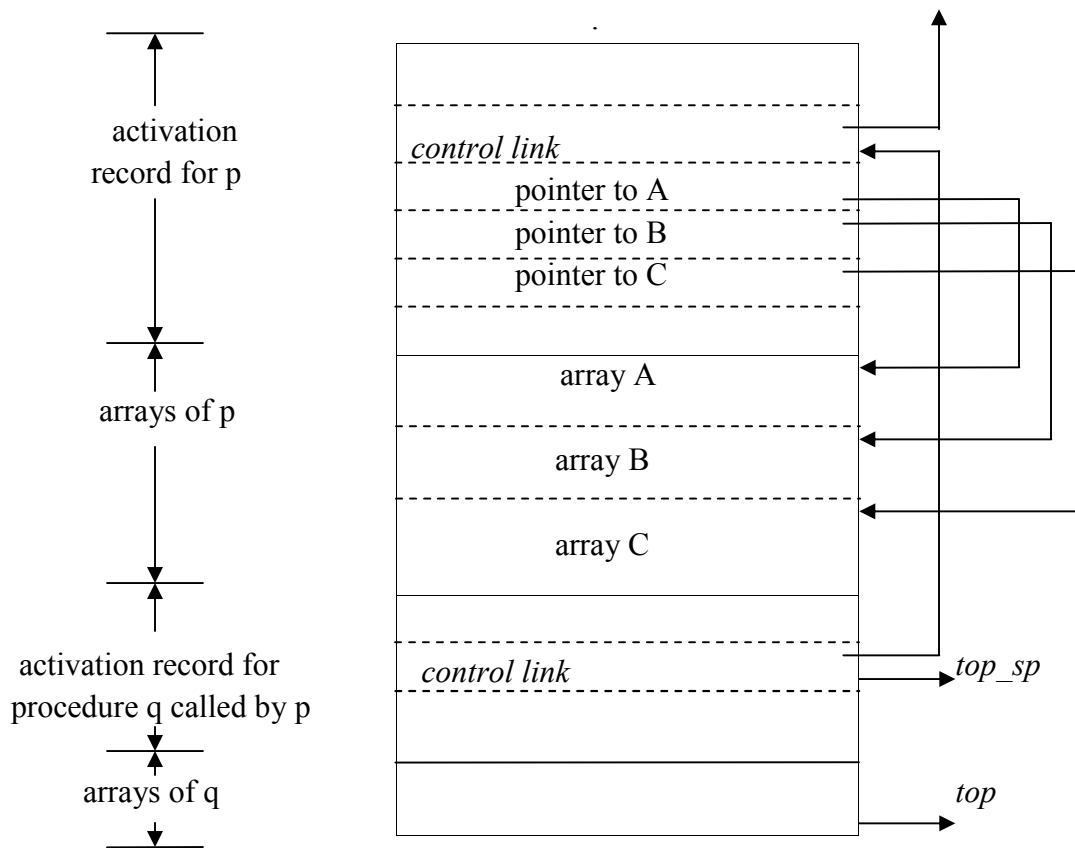 activation
record for p
control link
pointer to A
pointer to B
pointer to C
array A
arrays of p
array B
array C
activation record for
procedure q called by p
control link
top_sp
arrays of q
top